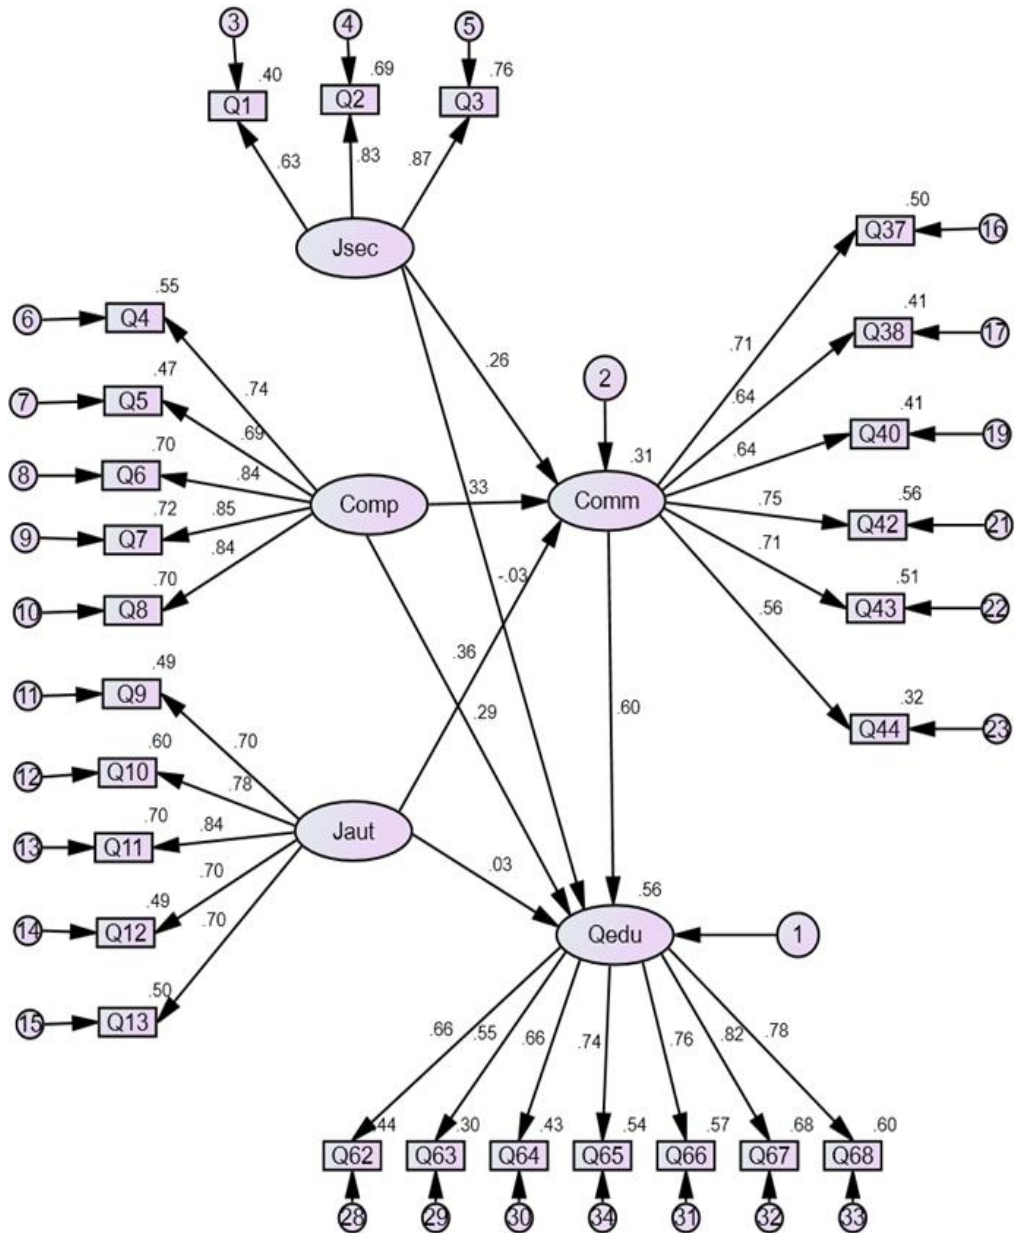 3 4 5
.40 .69 .76
Q1 Q2 Q3
.63 .83 .87
Jsec
.50
Q37 16
.55
6 Q4
.41
Q38 17
.26
.71
.47
7 Q5
.74
.64
2
.41
Q40 19
.69
.70
8 Q6
.84
.64
.31
Comp
33
Comm
.75
.56
Q42 21
.72
9 Q7
.85
.71
.84
.70
10 Q8
.51
Q43 22
-.03
.56
.36
.49
11 Q9
.29
.60
.32
Q44 23
.70
.60
12 Q10
.78
.70
13 Q11
.84
Jaut
.70
.03
.49
14 Q12
.70
.56
Qedu
1
.50
15 Q13
.66 .55 .66 .74 .76 .82 .78
.44 .30 .43 .54 .57 .68 .60
Q62 Q63 Q64 Q65 Q66 Q67 Q68
28 29 30 34 31 32 33